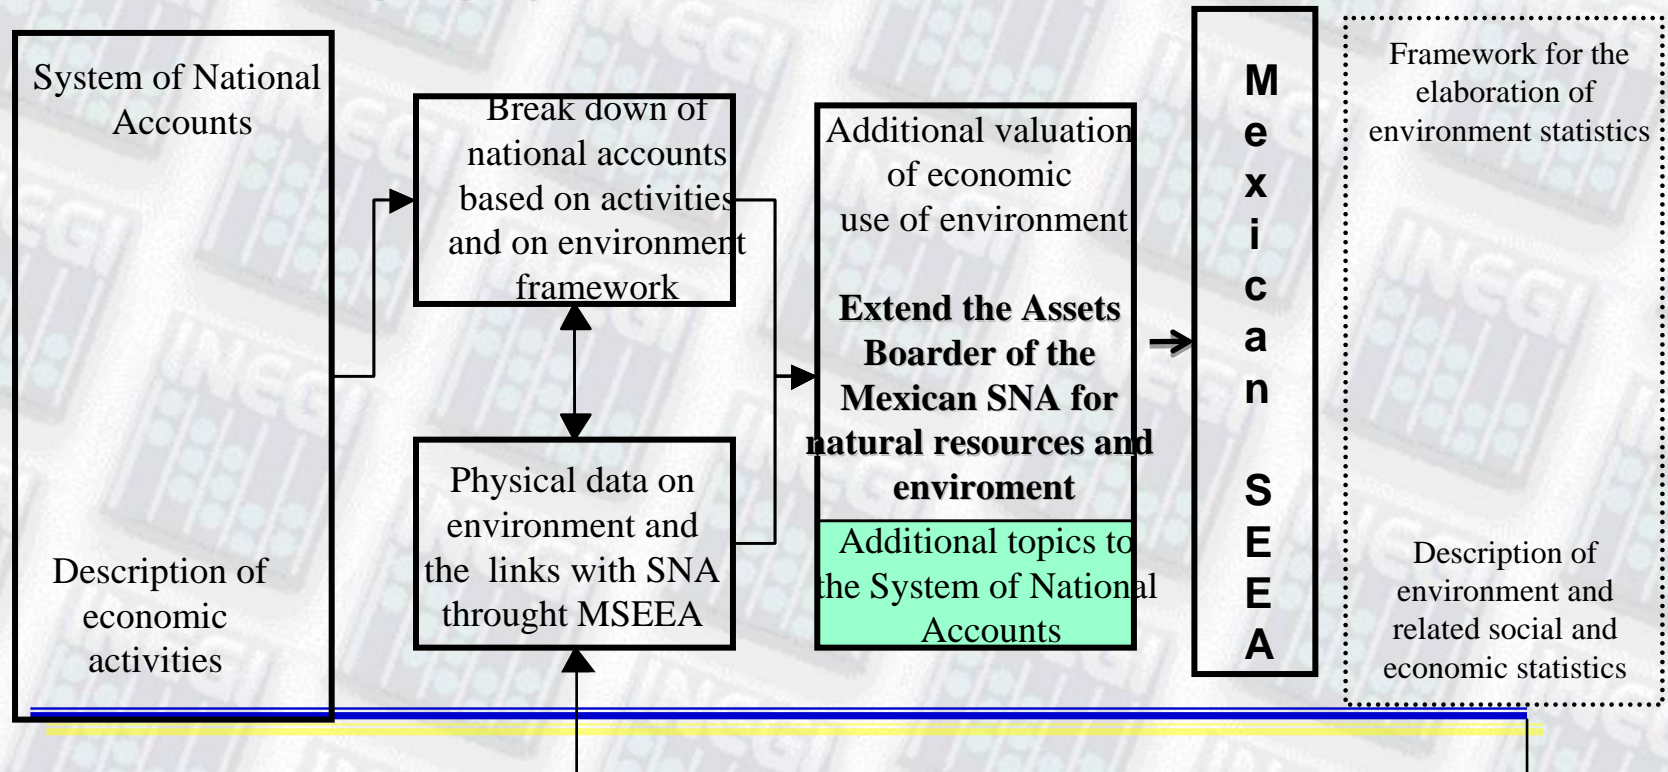 System of National
Accounts
Description of
economic
activities
Break down of
national accounts
based on activities
and on environment
framework
Physical data on
environment and
the links with SNA
throught MSEEA
Additional valuation
of economic
use of environment
Extend the Assets
Boarder of the
Mexican SNA for
natural resources and
enviroment
Additional topics to
the System of National
Accounts
M
e
x
i
c
a
n
S
E
E
A
Framework for the
elaboration of
environment statistics
Description of
environment and
related social and
economic statistics